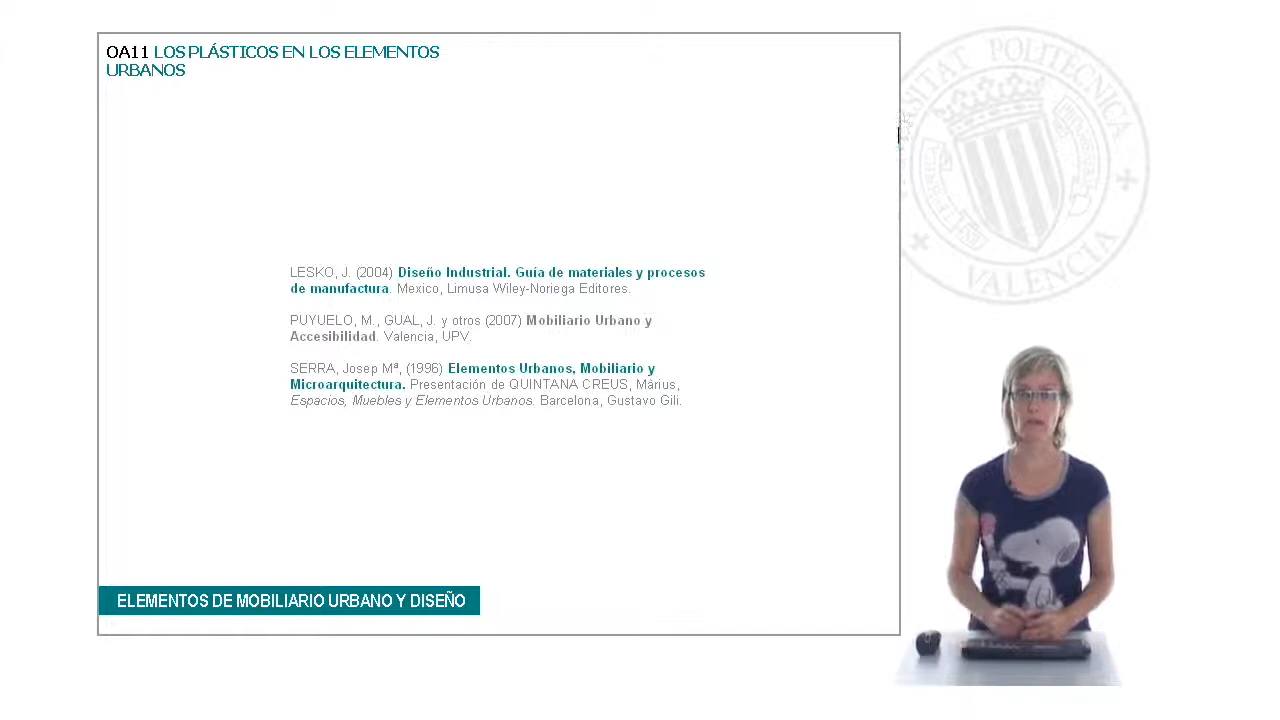 OA11 LOS PLÁSTICOS EN LOS ELEMENTOS
URBANOS
LESKO, J. (2004) Diseño Industrial. Guía de materiales y procesos
de manufactura. Mexico, Limusa Wiley-Noriega Editores.
PUYUELO, M., GUAL, J. y otros (2007) Mobiliario Urbano y
Accesibilidad. Valencia, UPV.
SERRA, Josep Mª, (1996) Elementos Urbanos, Mobiliario y
Microarquitectura. Presentación de QUINTANA CREUS, Màrius,
Espacios, Muebles y Elementos Urbanos. Barcelona, Gustavo Gili.
ELEMENTOS DE MOBILIARIO URBANO Y DISEÑO
POLITECNICA
VALENCIA